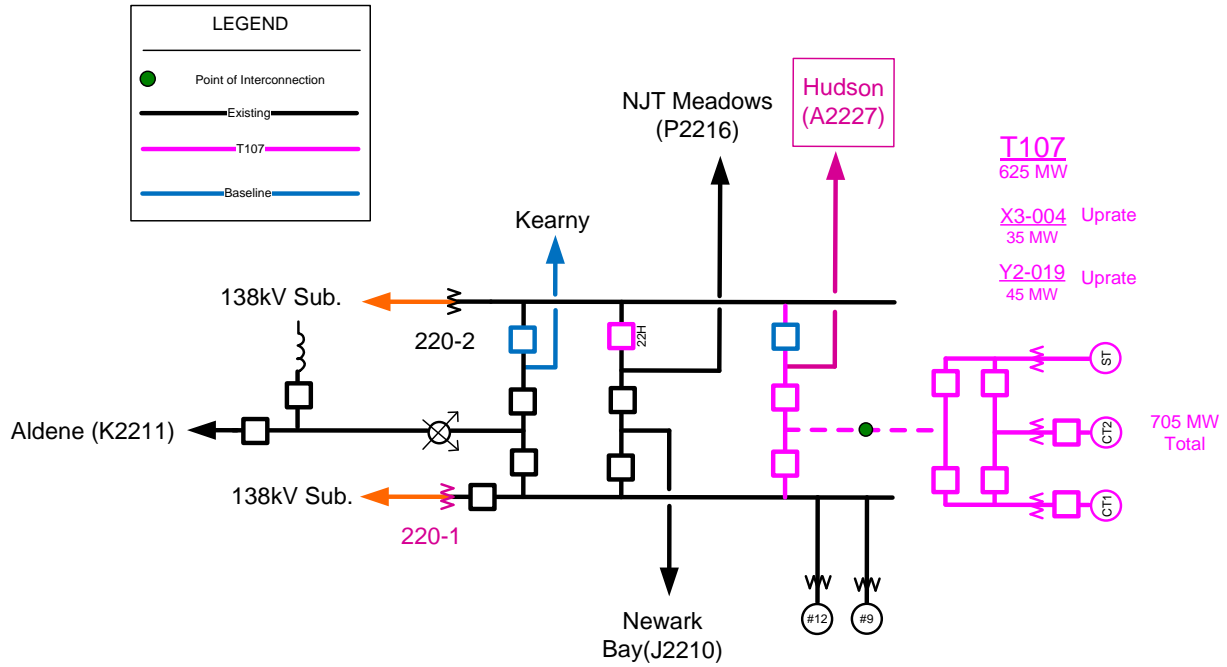 LEGEND
Point of Interconnection
Existing
T107
Baseline
NJT Meadows
(P2216)
Hudson
(A2227)
T107
625 MW
X3-004 Uprate
35 MW
Y2-019 Uprate
45 MW
Kearny
138kV Sub.
220-2
22H
ST
Aldene (K2211)
CT2
705 MW
Total
138kV Sub.
220-1
CT1
#12
#9
Newark
Bay(J2210)